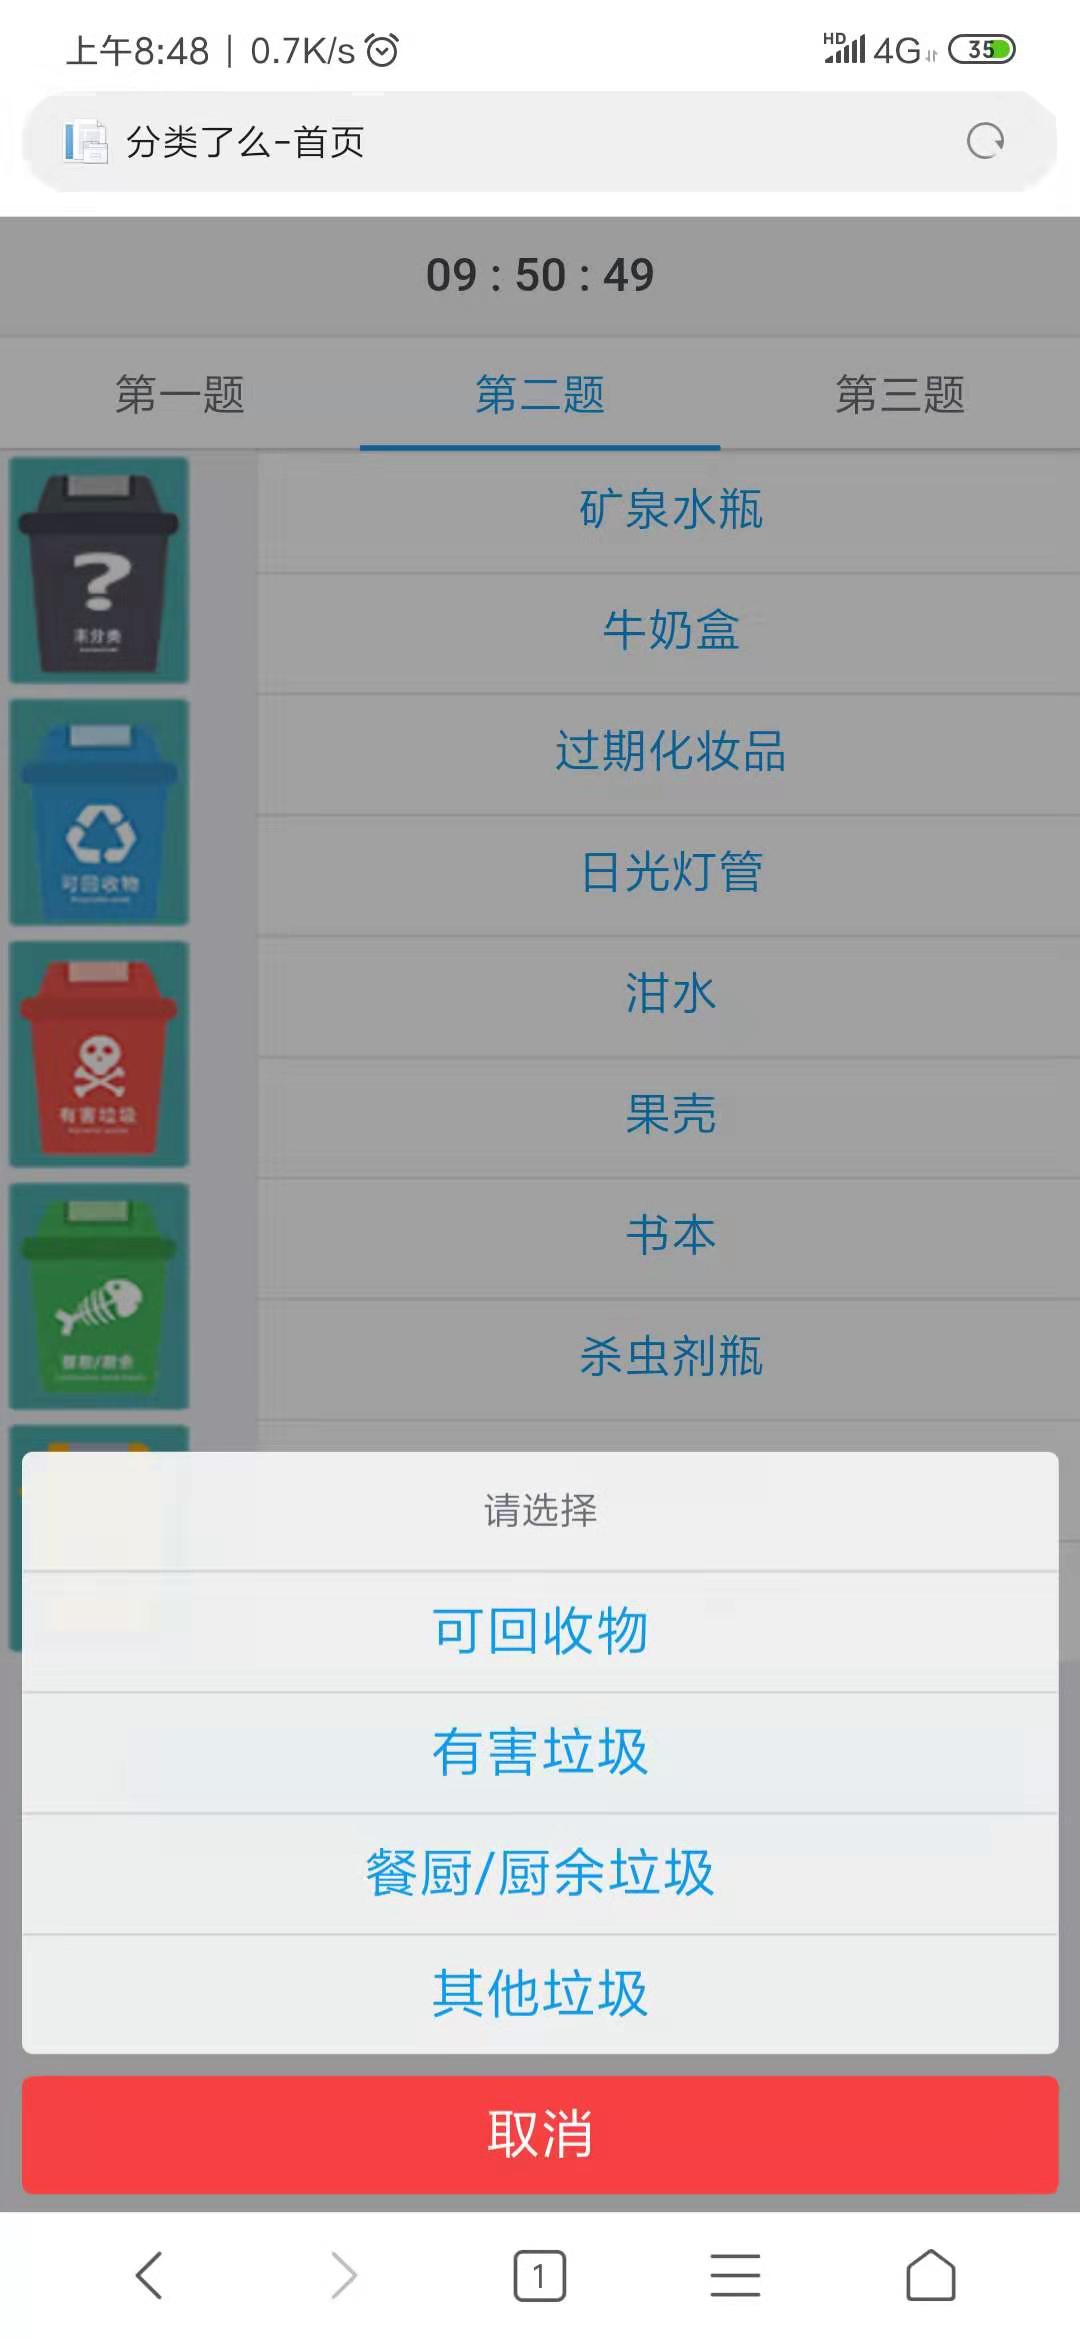 上午8:48 | 0.7K/s
HD 4G 35
分类了么-首页
09 : 50 : 49
第一题 第二题 第三题
?
未分类
矿泉水瓶
牛奶盒
过期化妆品
可回收物
日光灯管
泔水
有害垃圾
果壳
书本
餐厨/厨余
杀虫剂瓶
请选择
可回收物
有害垃圾
餐厨/厨余垃圾
其他垃圾
取消
1